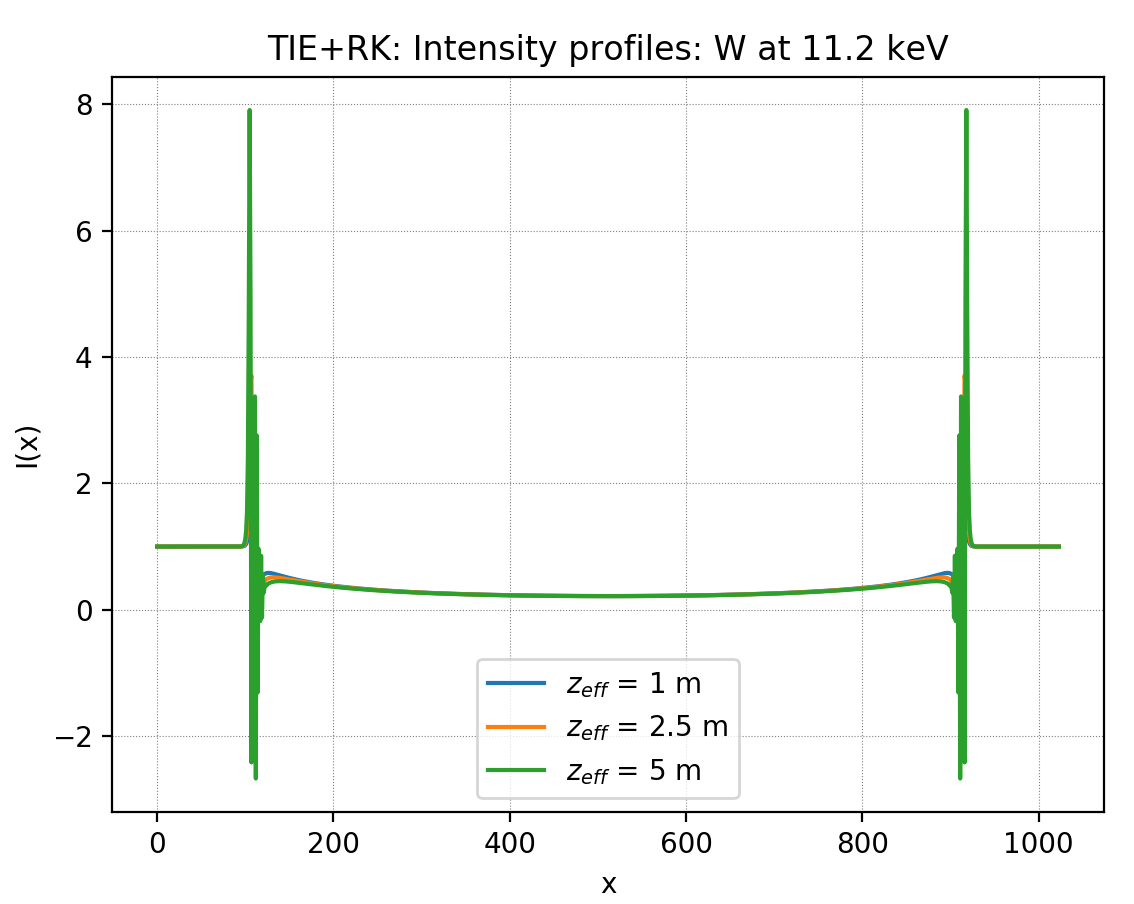 TIE+RK: Intensity profiles: W at 11.2 keV
8
6
4
2
0
−2
I(x)
z_eff = 1 m
z_eff = 2.5 m
z_eff = 5 m
0 200 400 600 800 1000
x